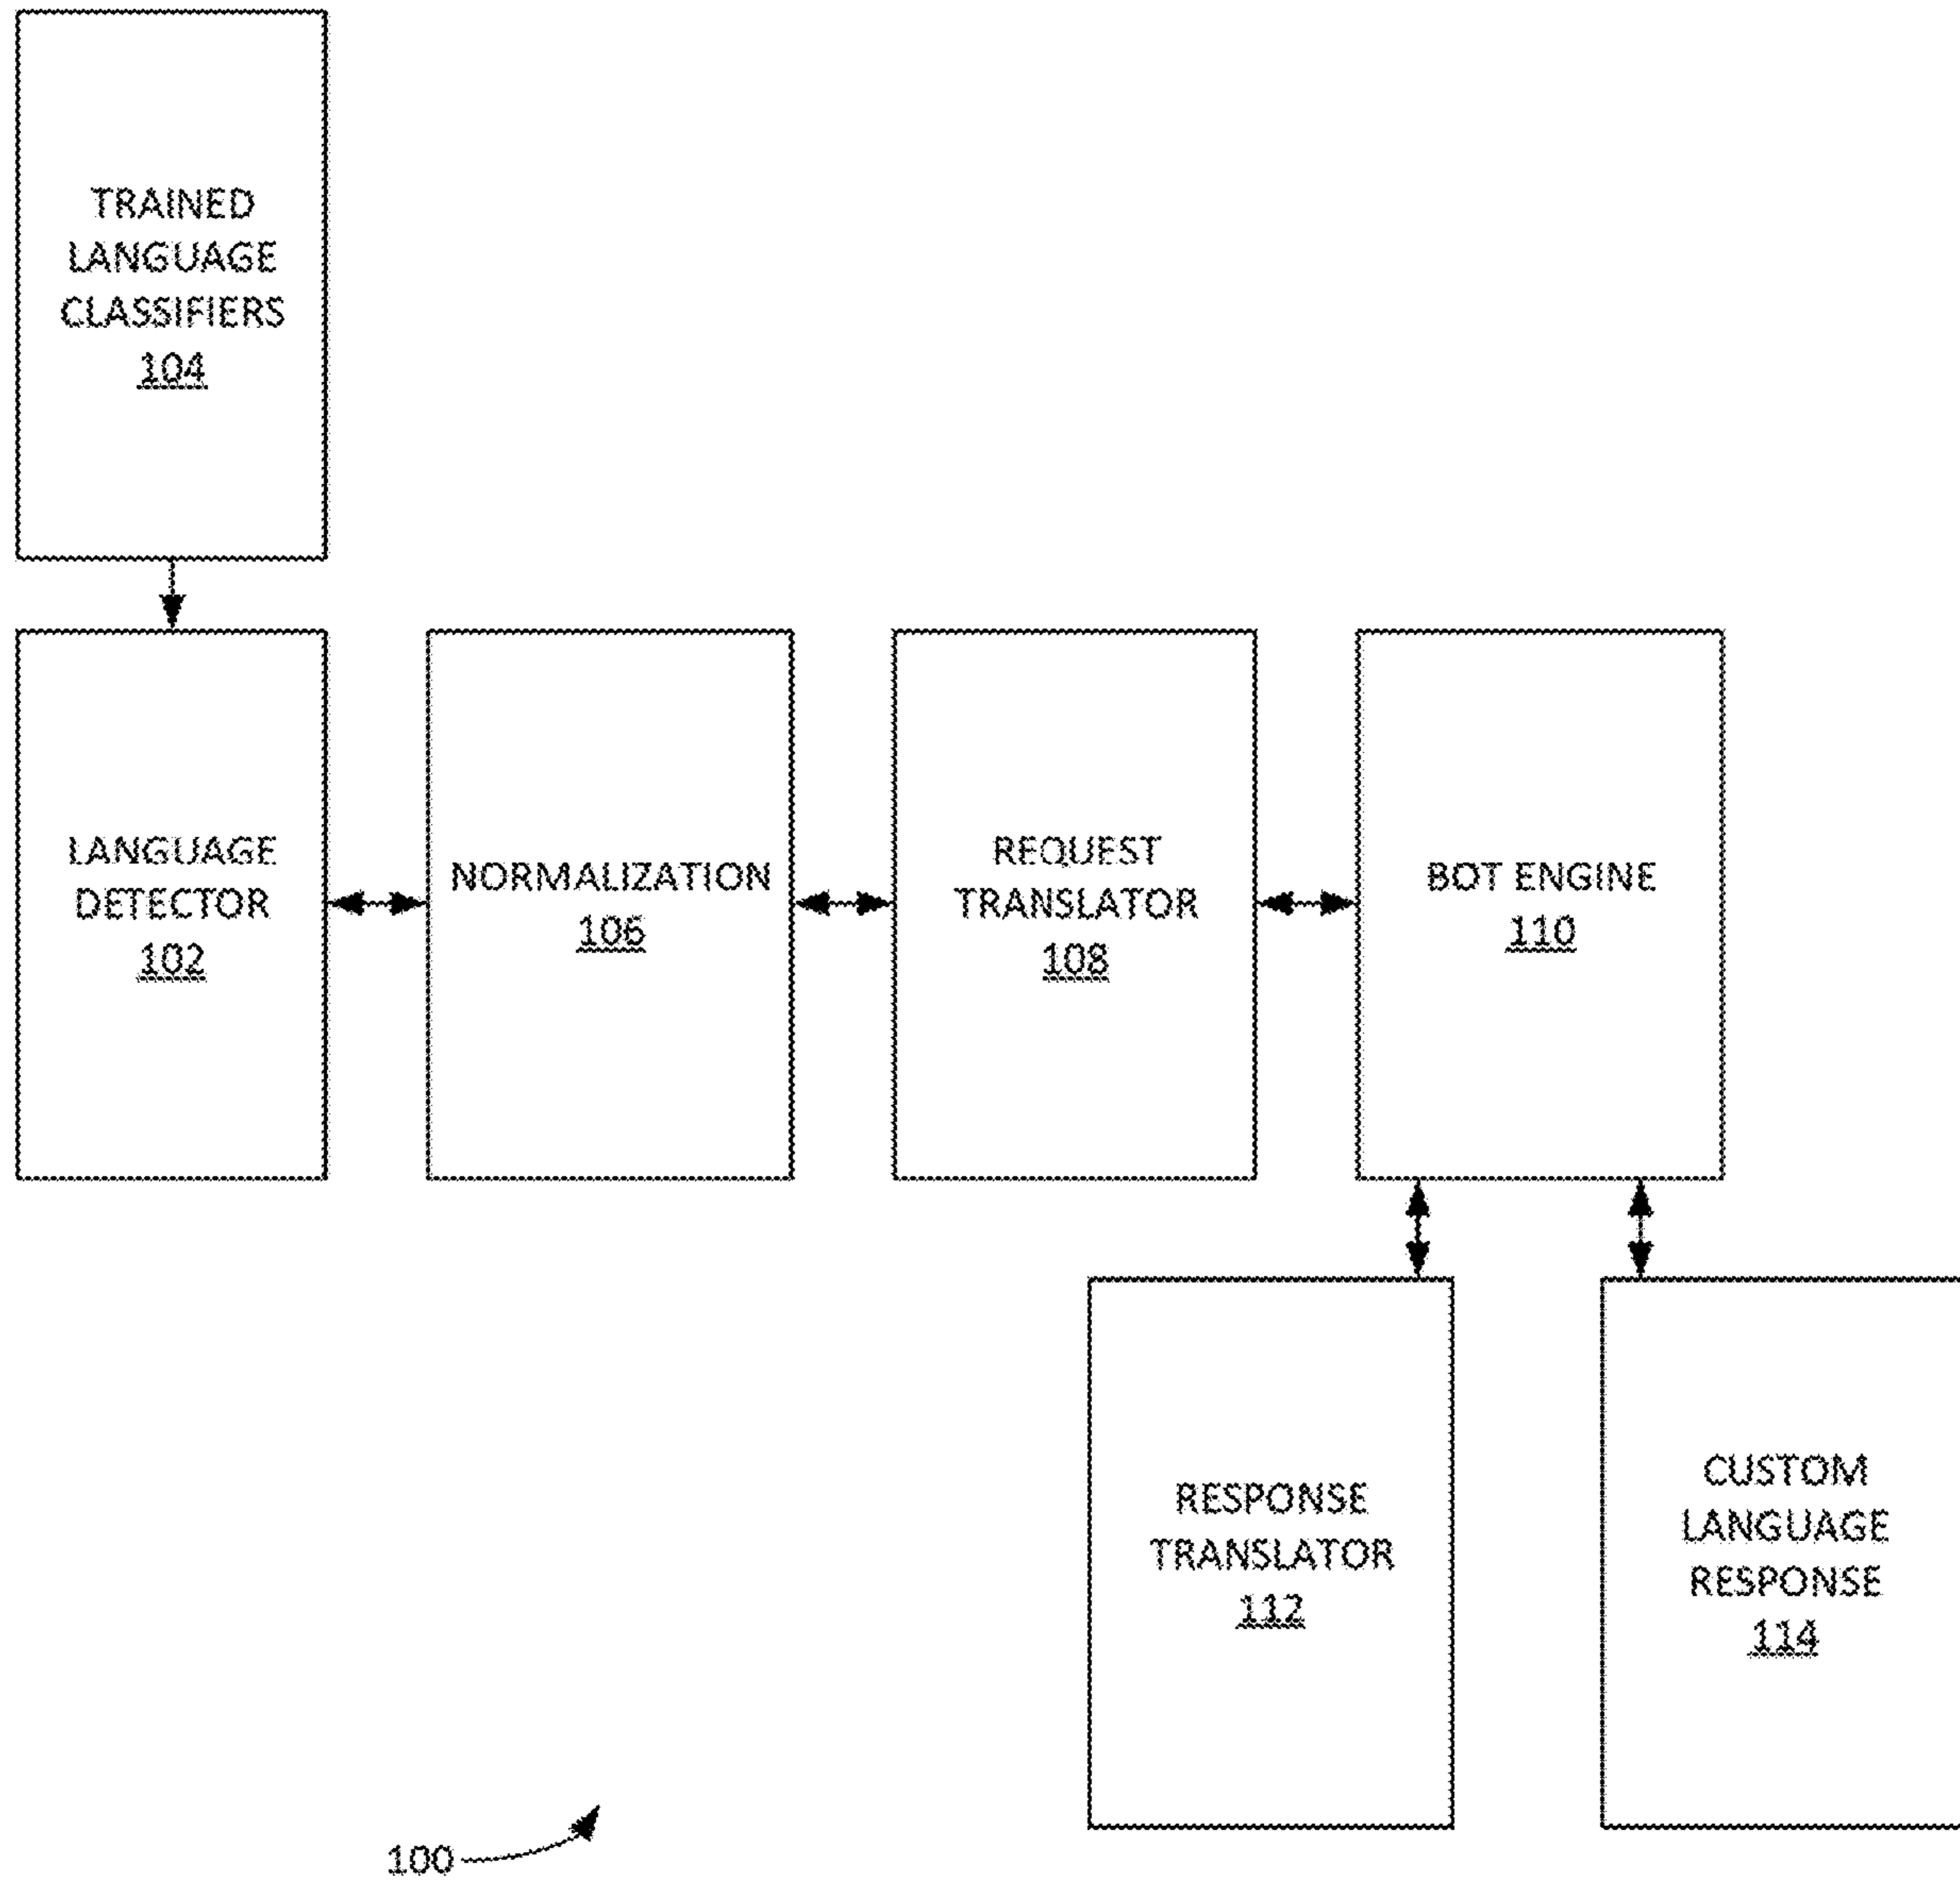 TRAINED
LANGUAGE
CLASSIFIERS
104
LANGUAGE
DETECTOR
102
NORMALIZATION
106
REQUEST
TRANSLATOR
108
BOT ENGINE
110
RESPONSE
TRANSLATOR
112
CUSTOM
LANGUAGE
RESPONSE
114
100